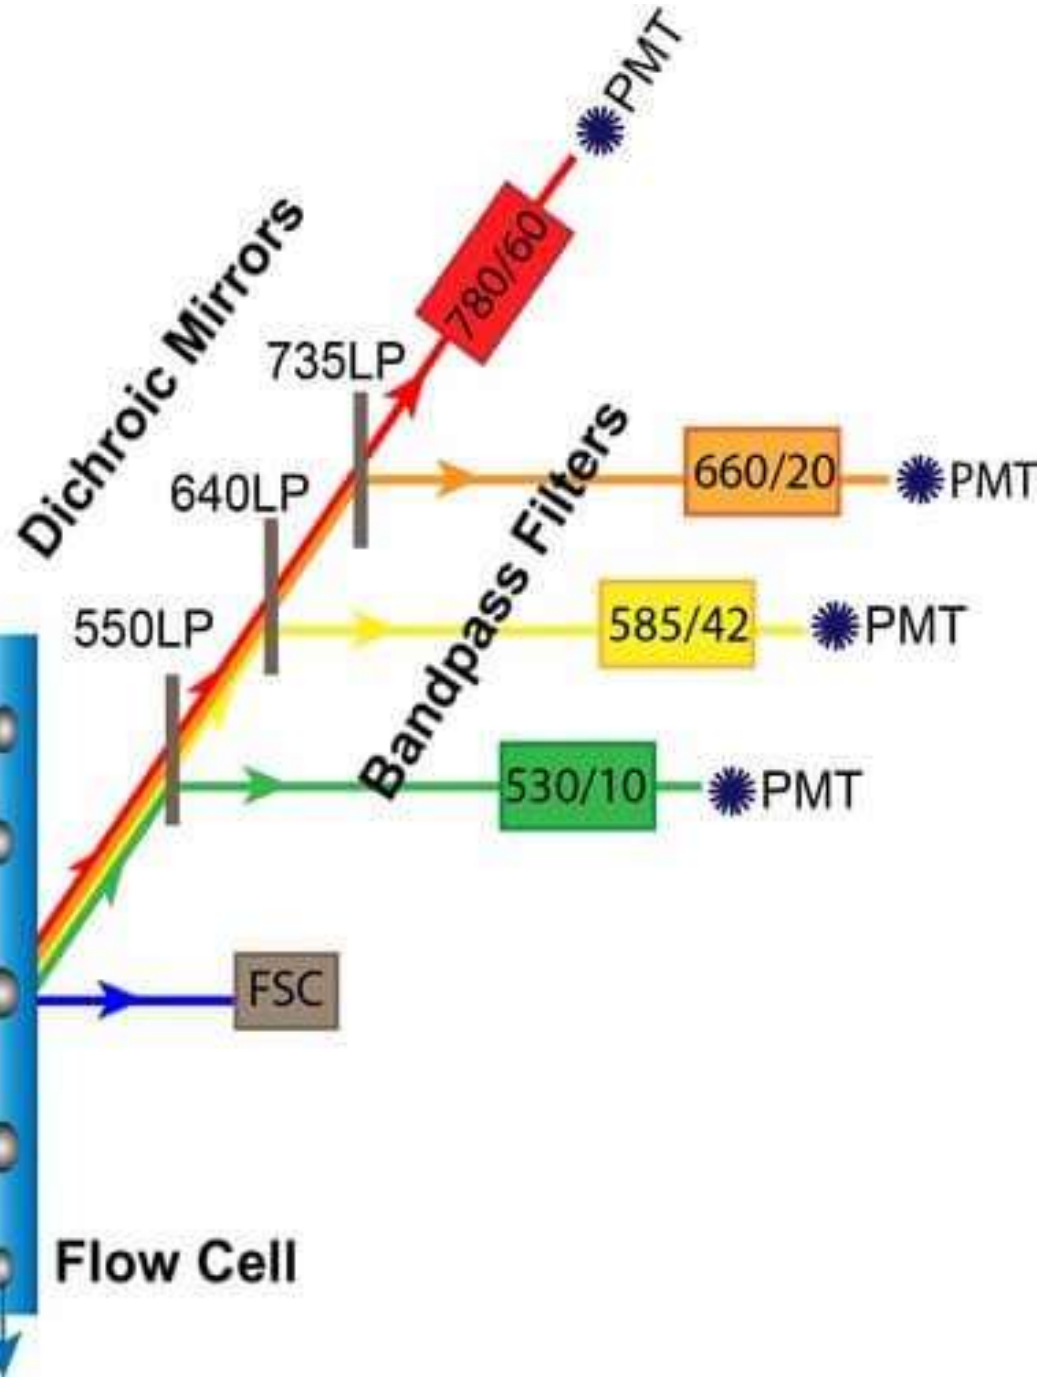 PMT
780/60
Dichroic Mirrors
735LP
660/20
PMT
640LP
Bandpass Filters
585/42
PMT
550LP
530/10
PMT
FSC
Flow Cell